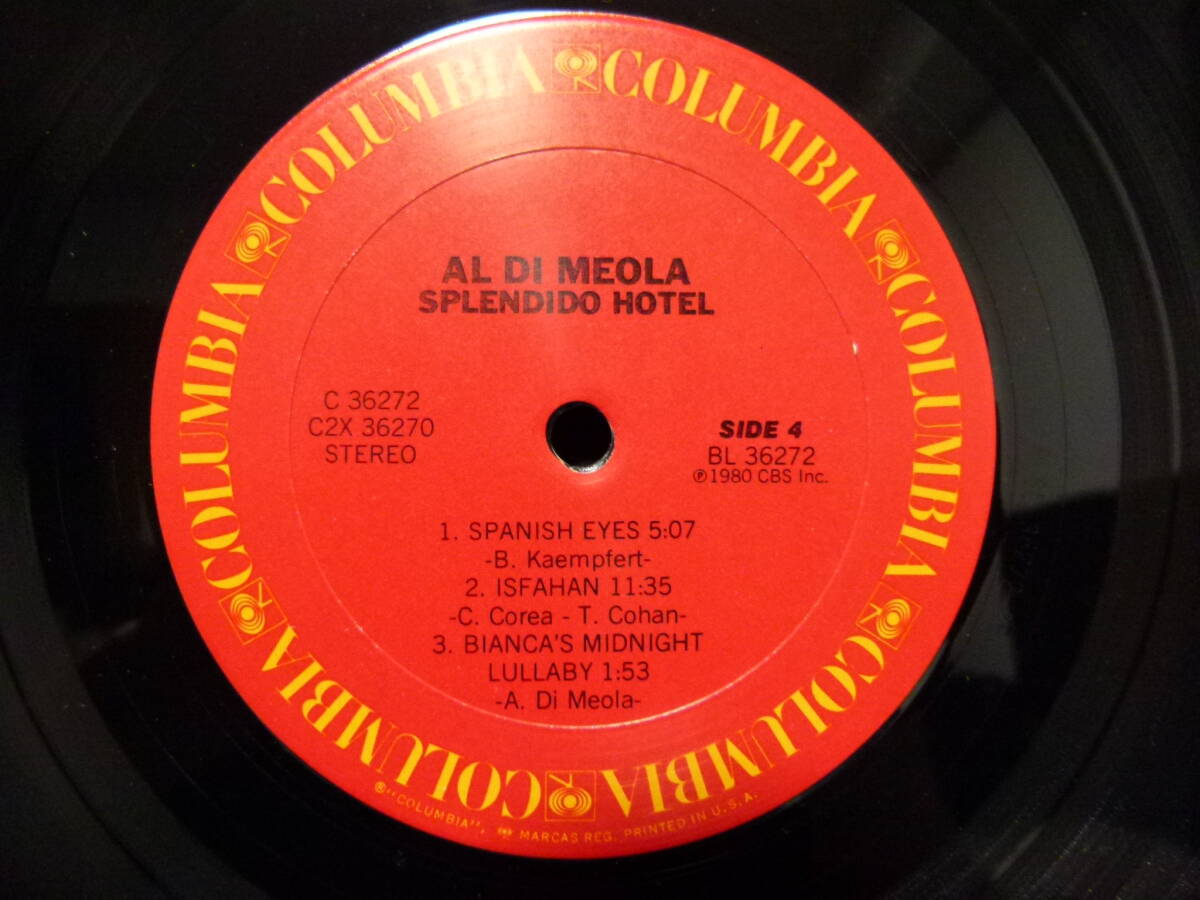 COLUMBIA COLUMBIA COLUMBIA COLUMBIA COLUMBIA COLUMBIA
AL DI MEOLA
SPLENDIDO HOTEL
C 36272
C2X 36270
STEREO
SIDE 4
BL 36272
℗1980 CBS Inc.
1. SPANISH EYES 5:07
-B. Kaempfert-
2. ISFAHAN 11:35
-C. Corea - T. Cohan-
3. BIANCA'S MIDNIGHT
LULLABY 1:53
-A. Di Meola-
®"COLUMBIA", MARCAS REG. PRINTED IN U.S.A.